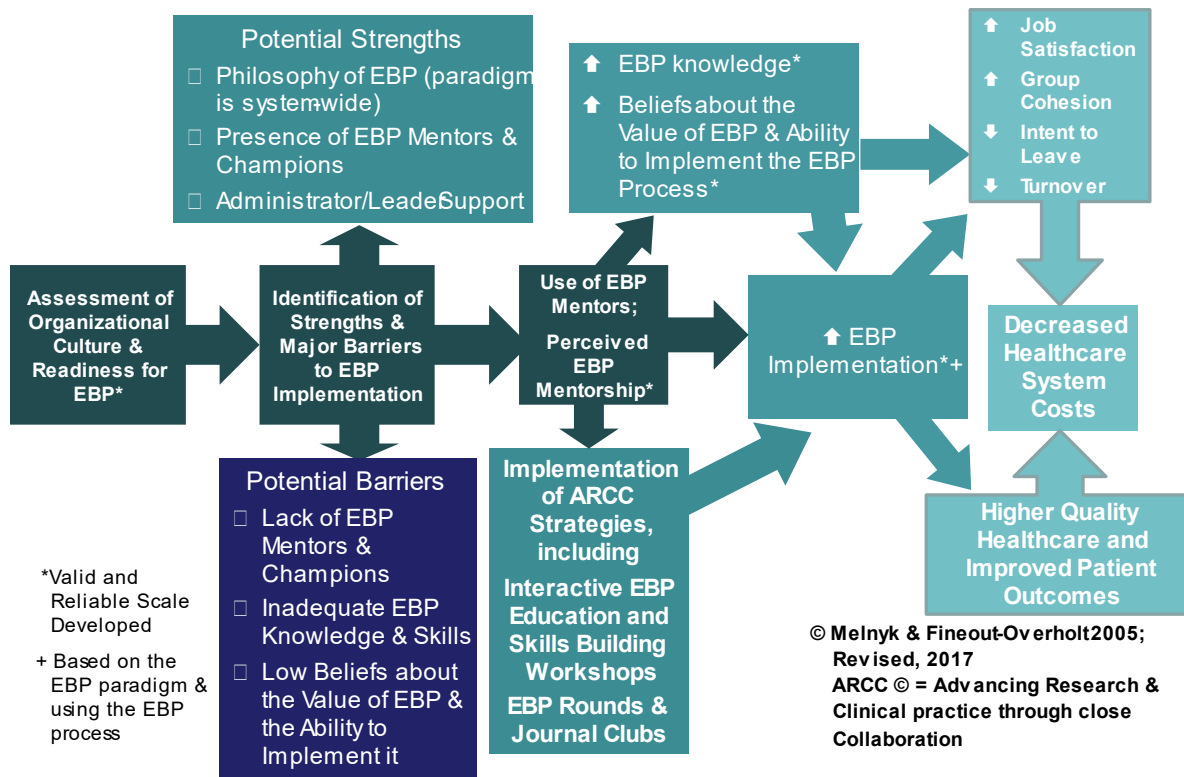 Potential Strengths
□ Philosophy of EBP (paradigm
is system-wide)
□ Presence of EBP Mentors &
Champions
□ Administrator/Leader Support
⬆ EBP knowledge*
⬆ Beliefs about the
Value of EBP & Ability
to Implement the EBP
Process*
⬆ Job
Satisfaction
⬆ Group
Cohesion
⬇ Intent to
Leave
⬇ Turnover
Assessment of
Organizational
Culture &
Readiness for
EBP*
Identification of
Strengths &
Major Barriers
to EBP
Implementation
Use of EBP
Mentors;
Perceived
EBP
Mentorship*
⬆ EBP
Implementation*+
Decreased
Healthcare
System
Costs
Potential Barriers
□ Lack of EBP
Mentors &
Champions
□ Inadequate EBP
Knowledge & Skills
□ Low Beliefs about
the Value of EBP &
the Ability to
Implement it
Implementation
of ARCC
Strategies,
including
Interactive EBP
Education and
Skills Building
Workshops
EBP Rounds &
Journal Clubs
Higher Quality
Healthcare and
Improved Patient
Outcomes
*Valid and
Reliable Scale
Developed
+ Based on the
EBP paradigm &
using the EBP
process
© Melnyk & Fineout-Overholt 2005;
Revised, 2017
ARCC © = Advancing Research &
Clinical practice through close
Collaboration